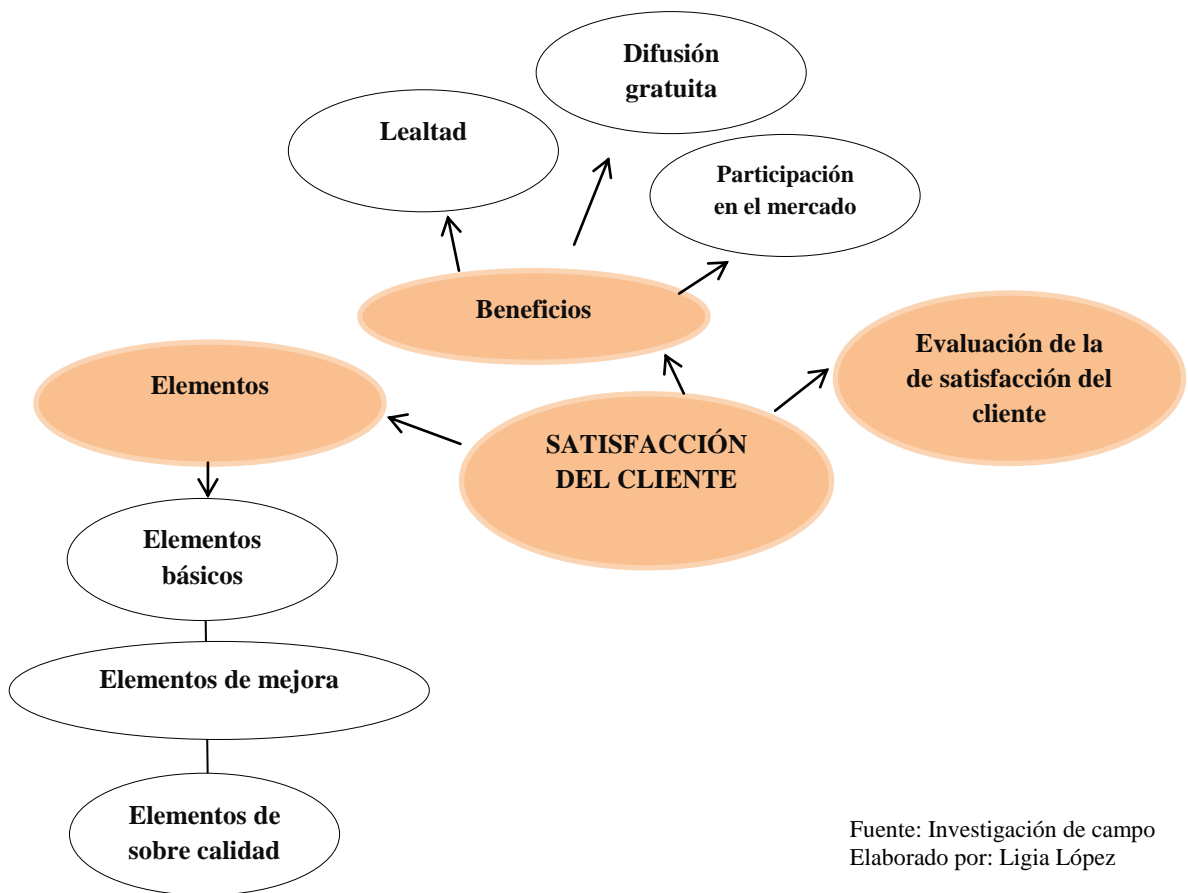 Difusión
gratuita
Lealtad
Participación
en el mercado
Beneficios
Evaluación de la
de satisfacción del
cliente
Elementos
SATISFACCIÓN
DEL CLIENTE
Elementos
básicos
Elementos de mejora
Elementos de
sobre calidad
Fuente: Investigación de campo
Elaborado por: Ligia López